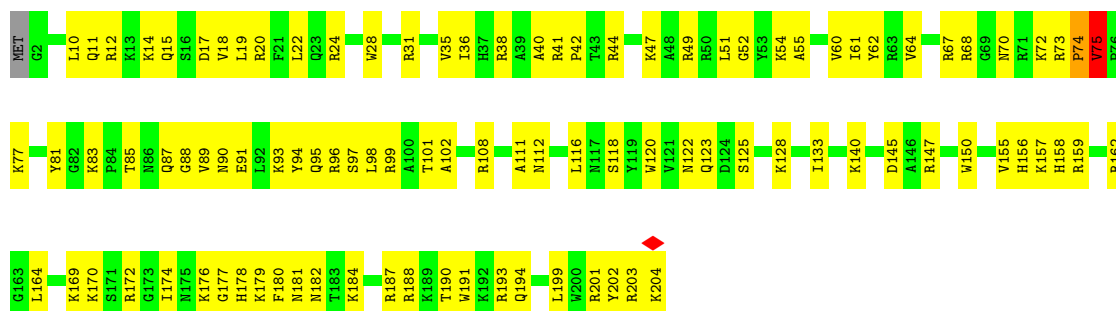 MET G2 L10 Q11 R12 K13 K14 Q15 S16 D17 V18 L19 R20 F21 L22 Q23 R24 W28 R31 V35 I36 H37 R38 A39 A40 R41 P42 T43 R44 K47 A48 R49 R50 L51 G52 Y53 K54 A55 V60 I61 Y62 R63 V64 R67 R68 G69 N70 R71 K72 R73 P74 V75 P76
K77 Y81 G82 K83 P84 T85 N86 Q87 G88 V89 N90 E91 L92 K93 Y94 Q95 R96 S97 L98 R99 A100 T101 A102 R108 A111 N112 L116 N117 S118 Y119 W120 V121 N122 Q123 D124 S125 K128 I133 K140 D145 A146 R147 W150 V155 H156 K157 H158 R159 R162
G163 L164 K169 K170 S171 R172 G173 I174 N175 K176 G177 H178 K179 F180 N181 N182 T183 K184 R187 R188 K189 T190 W191 K192 R193 Q194 L199 W200 R201 Y202 R203 K204